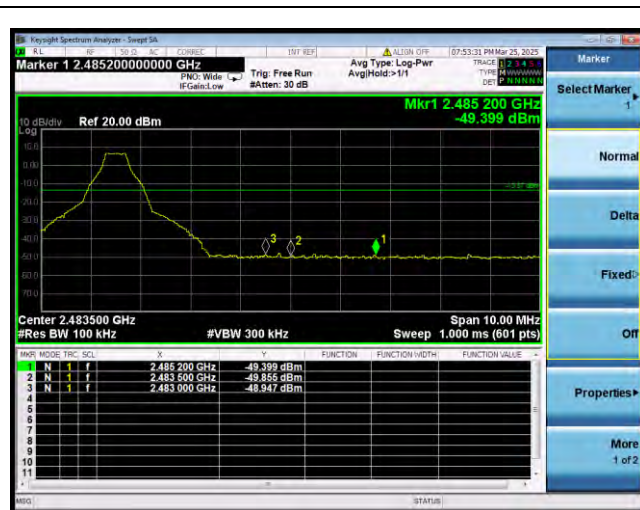 Keysight Spectrum Analyzer - Swept SA
RL RF 50 Ω AC CORREC INT REF ALIGN OFF 07:53:31 PM Mar 25, 2025
Marker 1 2.485200000000 GHz
PNO: Wide
IFGain:Low
Trig: Free Run
#Atten: 30 dB
Avg Type: Log-Pwr
Avg|Hold:>1/1
TRACE 1 2 3 4 5 6
TYPE M WWWWW
DET P NNNNN
Mkr1 2.485 200 GHz
-49.399 dBm
10 dB/div Ref 20.00 dBm
Log
10.0
0.00
-10.0
-20.0
-30.0
-40.0
-50.0
-60.0
-70.0
3
2
1
Center 2.483500 GHz Span 10.00 MHz
#Res BW 100 kHz #VBW 300 kHz Sweep 1.000 ms (601 pts)
MKR MODE TRC SCL X Y FUNCTION FUNCTION WIDTH FUNCTION VALUE
1 N 1 f 2.485 200 GHz -49.399 dBm
2 N 1 f 2.483 500 GHz -49.855 dBm
3 N 1 f 2.483 000 GHz -48.947 dBm
4
5
6
7
8
9
10
11
MSG STATUS
Marker
Select Marker
1
Normal
Delta
Fixed
Off
Properties
More
1 of 2